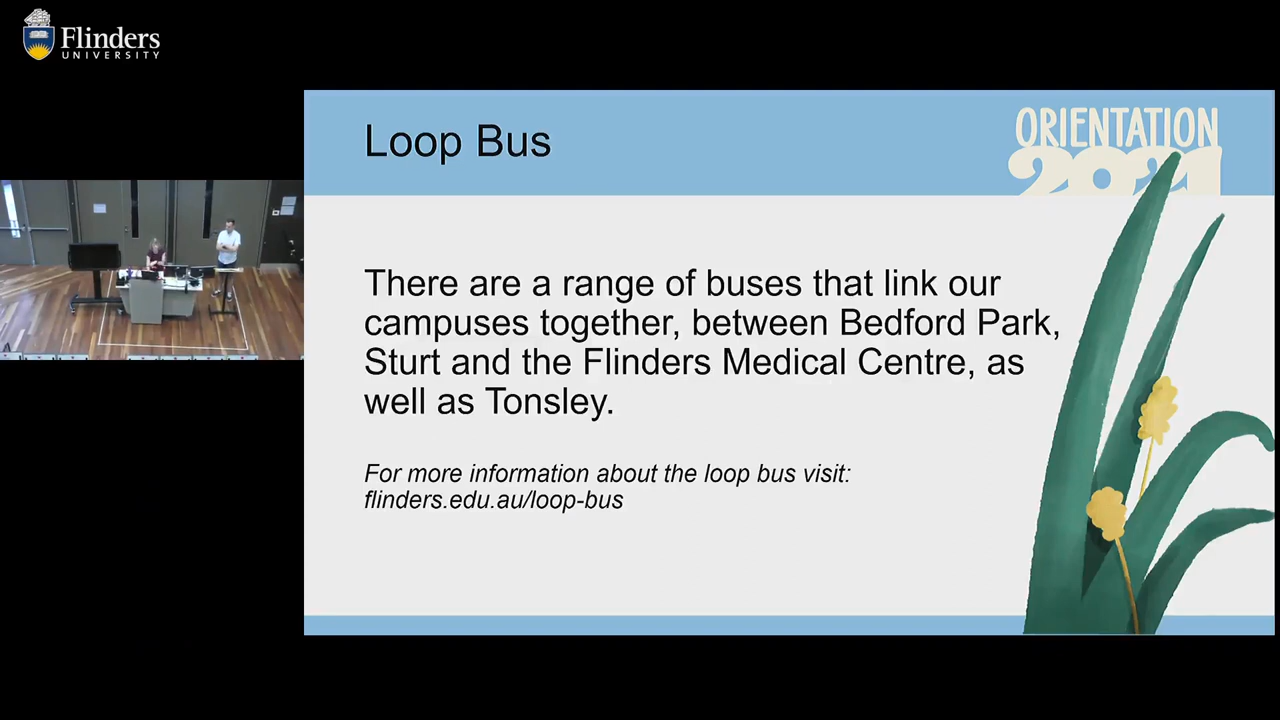 Flinders
UNIVERSITY
Loop Bus
ORIENTATION
2021
There are a range of buses that link our
campuses together, between Bedford Park,
Sturt and the Flinders Medical Centre, as
well as Tonsley.
For more information about the loop bus visit:
flinders.edu.au/loop-bus